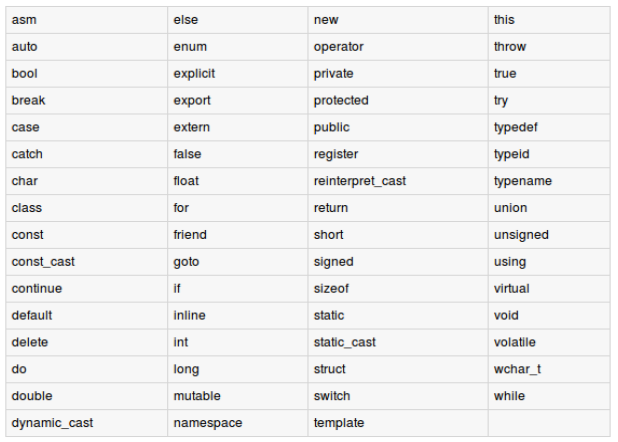 asm else new this
auto enum operator throw
bool explicit private true
break export protected try
case extern public typedef
catch false register typeid
char float reinterpret_cast typename
class for return union
const friend short unsigned
const_cast goto signed using
continue if sizeof virtual
default inline static void
delete int static_cast volatile
do long struct wchar_t
double mutable switch while
dynamic_cast namespace template